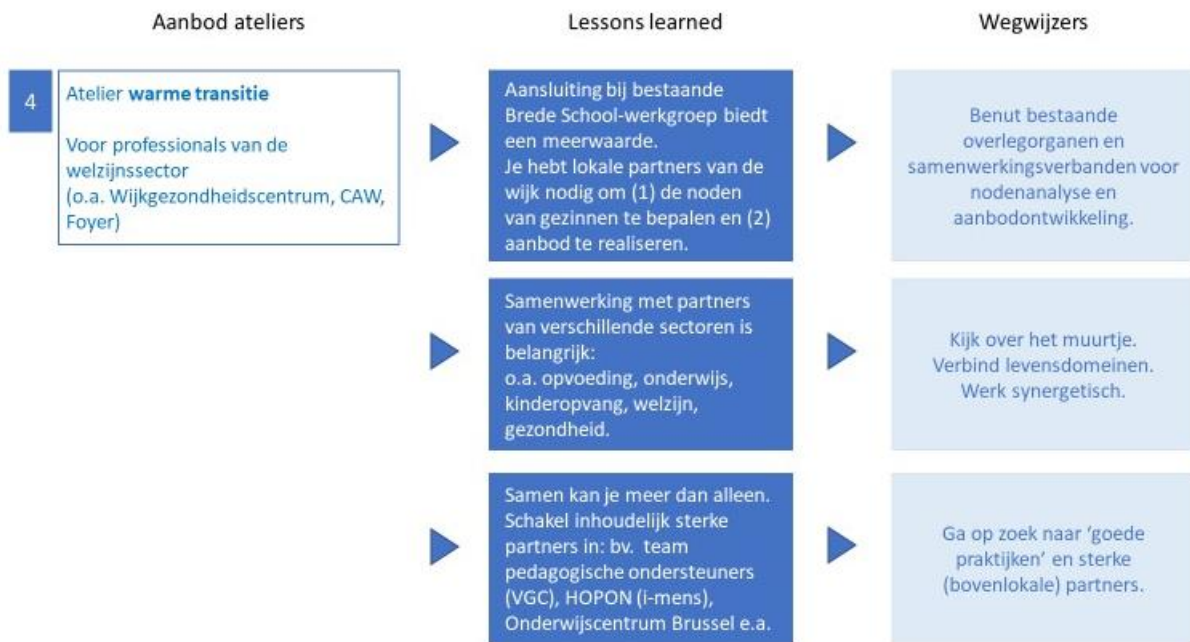 Aanbod ateliers
Lessons learned
Wegwijzers
4
Atelier warme transitie
Voor professionals van de
welzijnssector
(o.a. Wijkgezondheidscentrum, CAW,
Foyer)
Aansluiting bij bestaande
Brede School-werkgroep biedt
een meerwaarde.
Je hebt lokale partners van de
wijk nodig om (1) de noden
van gezinnen te bepalen en (2)
aanbod te realiseren.
Benut bestaande
overlegorganen en
samenwerkingsverbanden voor
nodenanalyse en
aanbodontwikkeling.
Samenwerking met partners
van verschillende sectoren is
belangrijk:
o.a. opvoeding, onderwijs,
kinderopvang, welzijn,
gezondheid.
Kijk over het muurtje.
Verbind levensdomeinen.
Werk synergetisch.
Samen kan je meer dan alleen.
Schakel inhoudelijk sterke
partners in: bv. team
pedagogische ondersteuners
(VGC), HOPON (i-mens),
Onderwijscentrum Brussel e.a.
Ga op zoek naar ‘goede
praktijken’ en sterke
(bovenlokale) partners.